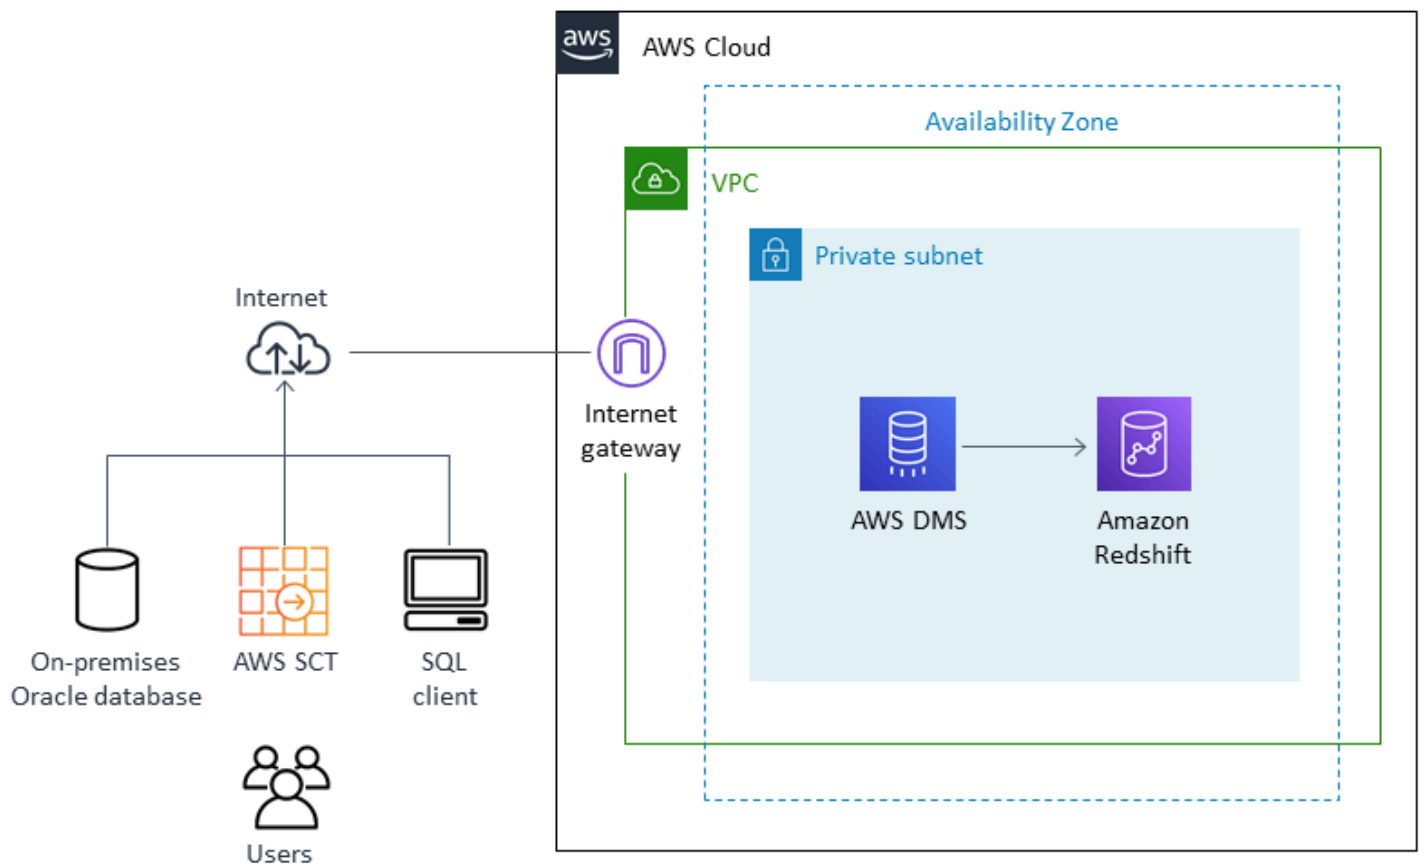 aws
AWS Cloud
Availability Zone
VPC
Private subnet
Internet
Internet
gateway
AWS DMS
Amazon
Redshift
On-premises
Oracle database
AWS SCT
SQL
client
Users